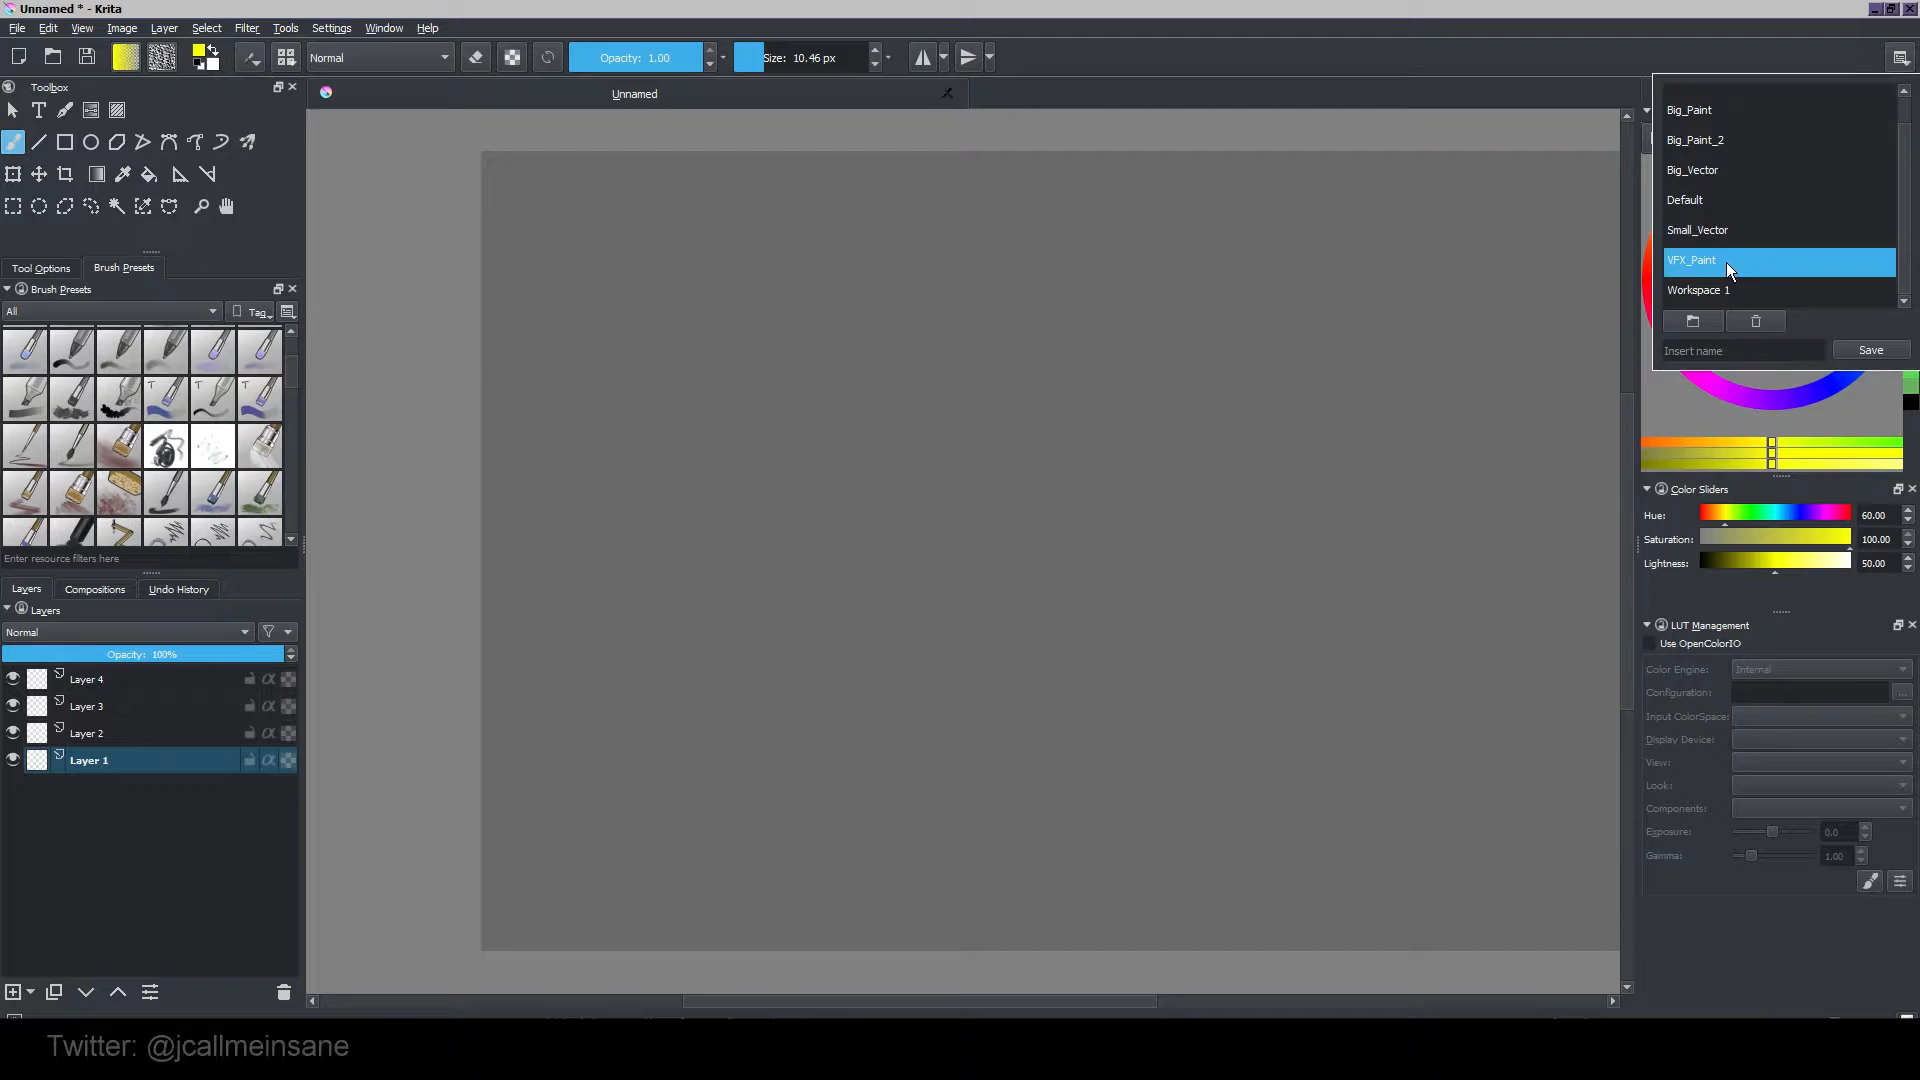 Unnamed * - Krita
File Edit View Image Layer Select Filter Tools Settings Window Help
Normal Opacity: 1.00 Size: 10.46 px
Toolbox
Unnamed
Big_Paint
Big_Paint_2
Big_Vector
Default
Small_Vector
VFX_Paint
Workspace 1
Insert name Save
Tool Options Brush Presets
Brush Presets
All Tag
T T T
Enter resource filters here
Layers Compositions Undo History
Layers
Normal
Opacity: 100%
Layer 4
Layer 3
Layer 2
Layer 1
Color Sliders
Hue: 60.00
Saturation: 100.00
Lightness: 50.00
LUT Management
Use OpenColorIO
Color Engine: Internal
Configuration: ...
Input ColorSpace:
Display Device:
View:
Look:
Components:
Exposure: 0.0
Gamma: 1.00
Twitter: @jcallmeinsane